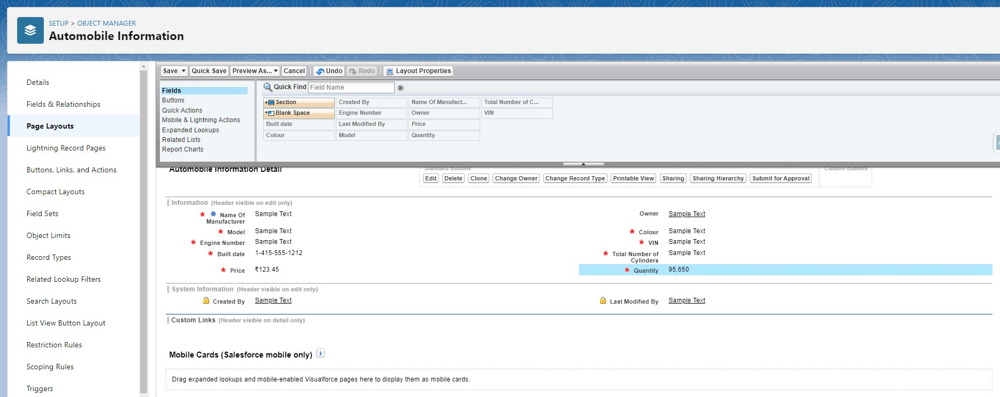 SETUP > OBJECT MANAGER
Automobile Information
Details
Fields & Relationships
Page Layouts
Lightning Record Pages
Buttons, Links, and Actions
Compact Layouts
Field Sets
Object Limits
Record Types
Related Lookup Filters
Search Layouts
List View Button Layout
Restriction Rules
Scoping Rules
Triggers
Save Quick Save Preview As... Cancel Undo Redo Layout Properties
Fields
Buttons
Quick Actions
Mobile & Lightning Actions
Expanded Lookups
Related Lists
Report Charts
Quick Find Field Name
Section Created By Name Of Manufact... Total Number of C...
Blank Space Engine Number Owner VIN
Built date Last Modified By Price
Colour Model Quantity
Automobile Information Detail
Standard Buttons
Custom Buttons
Edit Delete Clone Change Owner Change Record Type Printable View Sharing Sharing Hierarchy Submit for Approval
Information (Header visible on edit only)
* Name Of Manufacturer Sample Text Owner Sample Text
* Model Sample Text * Colour Sample Text
* Engine Number Sample Text * VIN Sample Text
* Built date 1-415-555-1212 * Total Number of Cylinders Sample Text
* Price ₹123.45 * Quantity 95,650
System Information (Header visible on edit only)
Created By Sample Text Last Modified By Sample Text
Custom Links (Header visible on detail only)
Mobile Cards (Salesforce mobile only) i
Drag expanded lookups and mobile-enabled Visualforce pages here to display them as mobile cards.